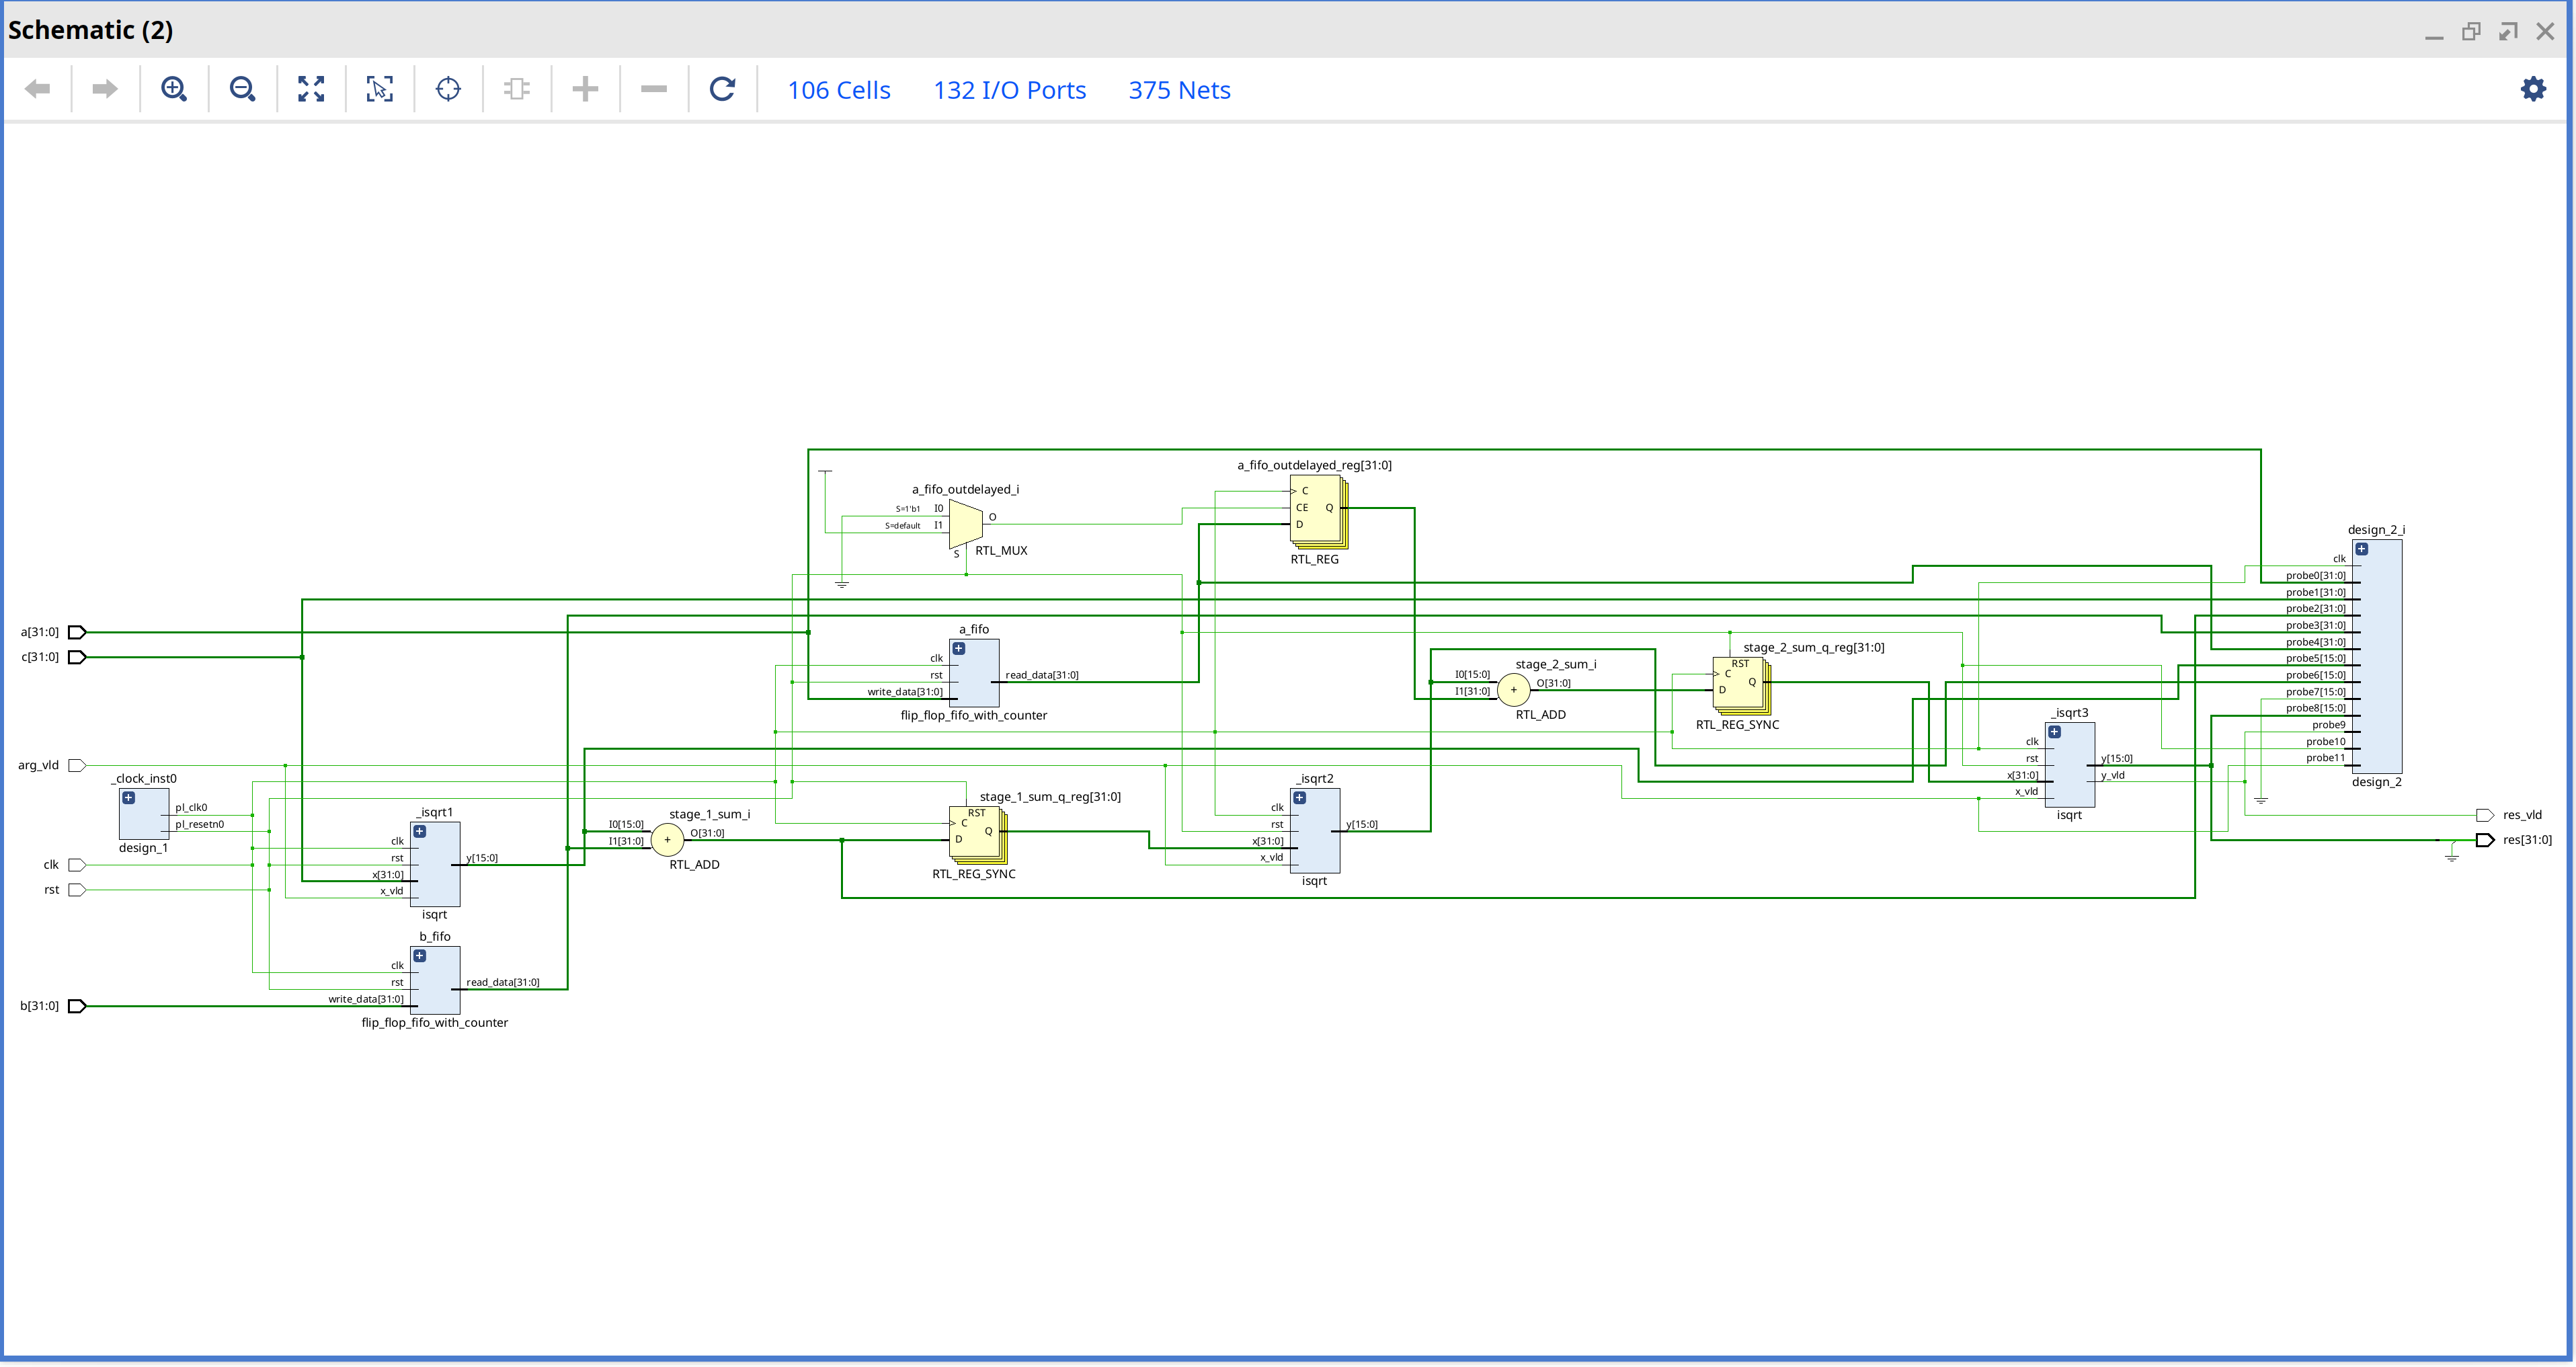 Schematic (2)
106 Cells 132 I/O Ports 375 Nets
a_fifo_outdelayed_reg[31:0]
C
CE Q
D
RTL_REG
a_fifo_outdelayed_i
S=1'b1 I0
S=default I1
O
S
RTL_MUX
design_2_i
clk
probe0[31:0]
probe1[31:0]
probe2[31:0]
probe3[31:0]
probe4[31:0]
probe5[15:0]
probe6[15:0]
probe7[15:0]
probe8[15:0]
probe9
probe10
probe11
design_2
a[31:0]
c[31:0]
a_fifo
clk
rst
write_data[31:0]
read_data[31:0]
flip_flop_fifo_with_counter
stage_2_sum_i
I0[15:0]
I1[31:0]
+
O[31:0]
RTL_ADD
stage_2_sum_q_reg[31:0]
RST
C
D
Q
RTL_REG_SYNC
_isqrt3
clk
rst
x[31:0]
x_vld
y[15:0]
y_vld
isqrt
arg_vld
_clock_inst0
pl_clk0
pl_resetn0
design_1
clk
rst
_isqrt1
clk
rst
x[31:0]
x_vld
y[15:0]
isqrt
stage_1_sum_i
I0[15:0]
I1[31:0]
+
O[31:0]
RTL_ADD
stage_1_sum_q_reg[31:0]
RST
C
D
Q
RTL_REG_SYNC
_isqrt2
clk
rst
x[31:0]
x_vld
y[15:0]
isqrt
res_vld
res[31:0]
b_fifo
clk
rst
write_data[31:0]
read_data[31:0]
flip_flop_fifo_with_counter
b[31:0]